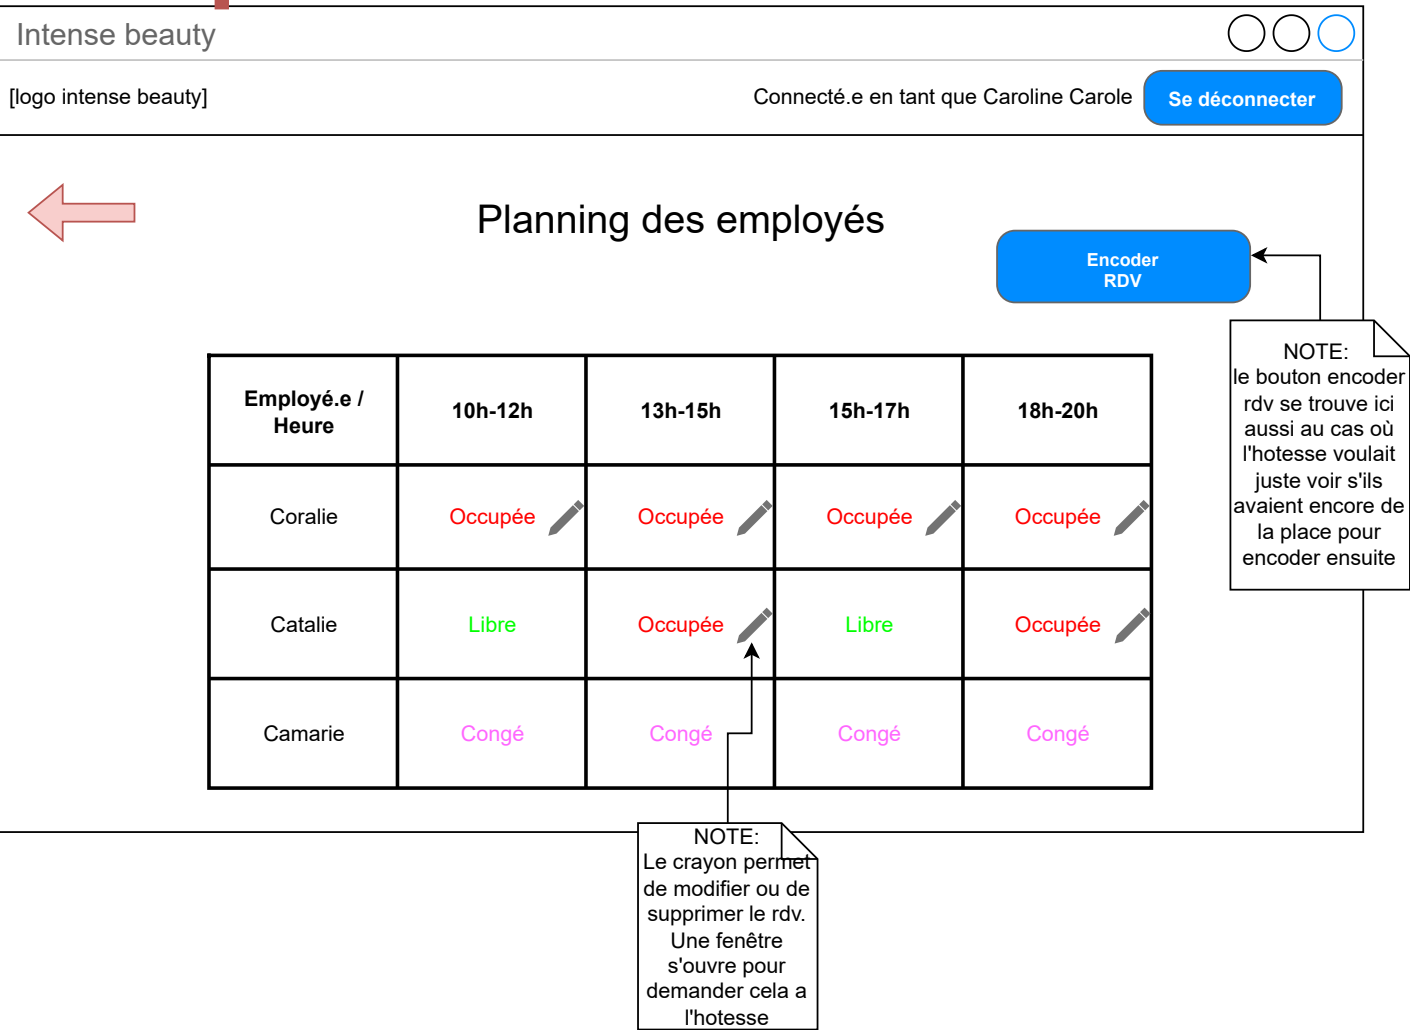 Intense beauty
[logo intense beauty]
Connecté.e en tant que Caroline Carole
Se déconnecter
Planning des employés
Encoder
RDV
NOTE:
le bouton encoder
rdv se trouve ici
aussi au cas où
l'hotesse voulait
juste voir s'ils
avaient encore de
la place pour
encoder ensuite
Employé.e /
Heure
10h-12h
13h-15h
15h-17h
18h-20h
Coralie
Occupée
Occupée
Occupée
Occupée
Catalie
Libre
Occupée
Libre
Occupée
Camarie
Congé
Congé
Congé
Congé
NOTE:
Le crayon permet
de modifier ou de
supprimer le rdv.
Une fenêtre
s'ouvre pour
demander cela a
l'hotesse